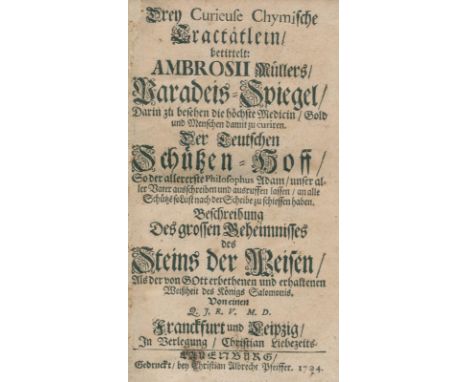 Drey Curieuse Chymische
Tractätlein/
betittelt:
AMBROSII Müllers/
Paradeis-Spiegel/
Darin zu besehen die höchste Medicin/ Gold
und Menschen damit zu curiren.
Der Teutschen
Schützen-Hoff/
So der allererste Philosophus Adam/ unser al-
ler Vater ausschreiben und ausruffen lassen/ an alle
Schützs so Lust nach der Scheibe zu schiessen haben.
Beschreibung
Des grossen Geheimnisses
des
Steins der Weisen/
Als der von GOtt erbethenen und erhaltenen
Weißheit des Königs Salomonis.
Von einen
Q. J. R. V. M. D.
Franckfurt und Leipzig/
In Verlegung/ Christian Liebezeits.
Gedruckt/ bey Christian Albrecht Pfeiffer.